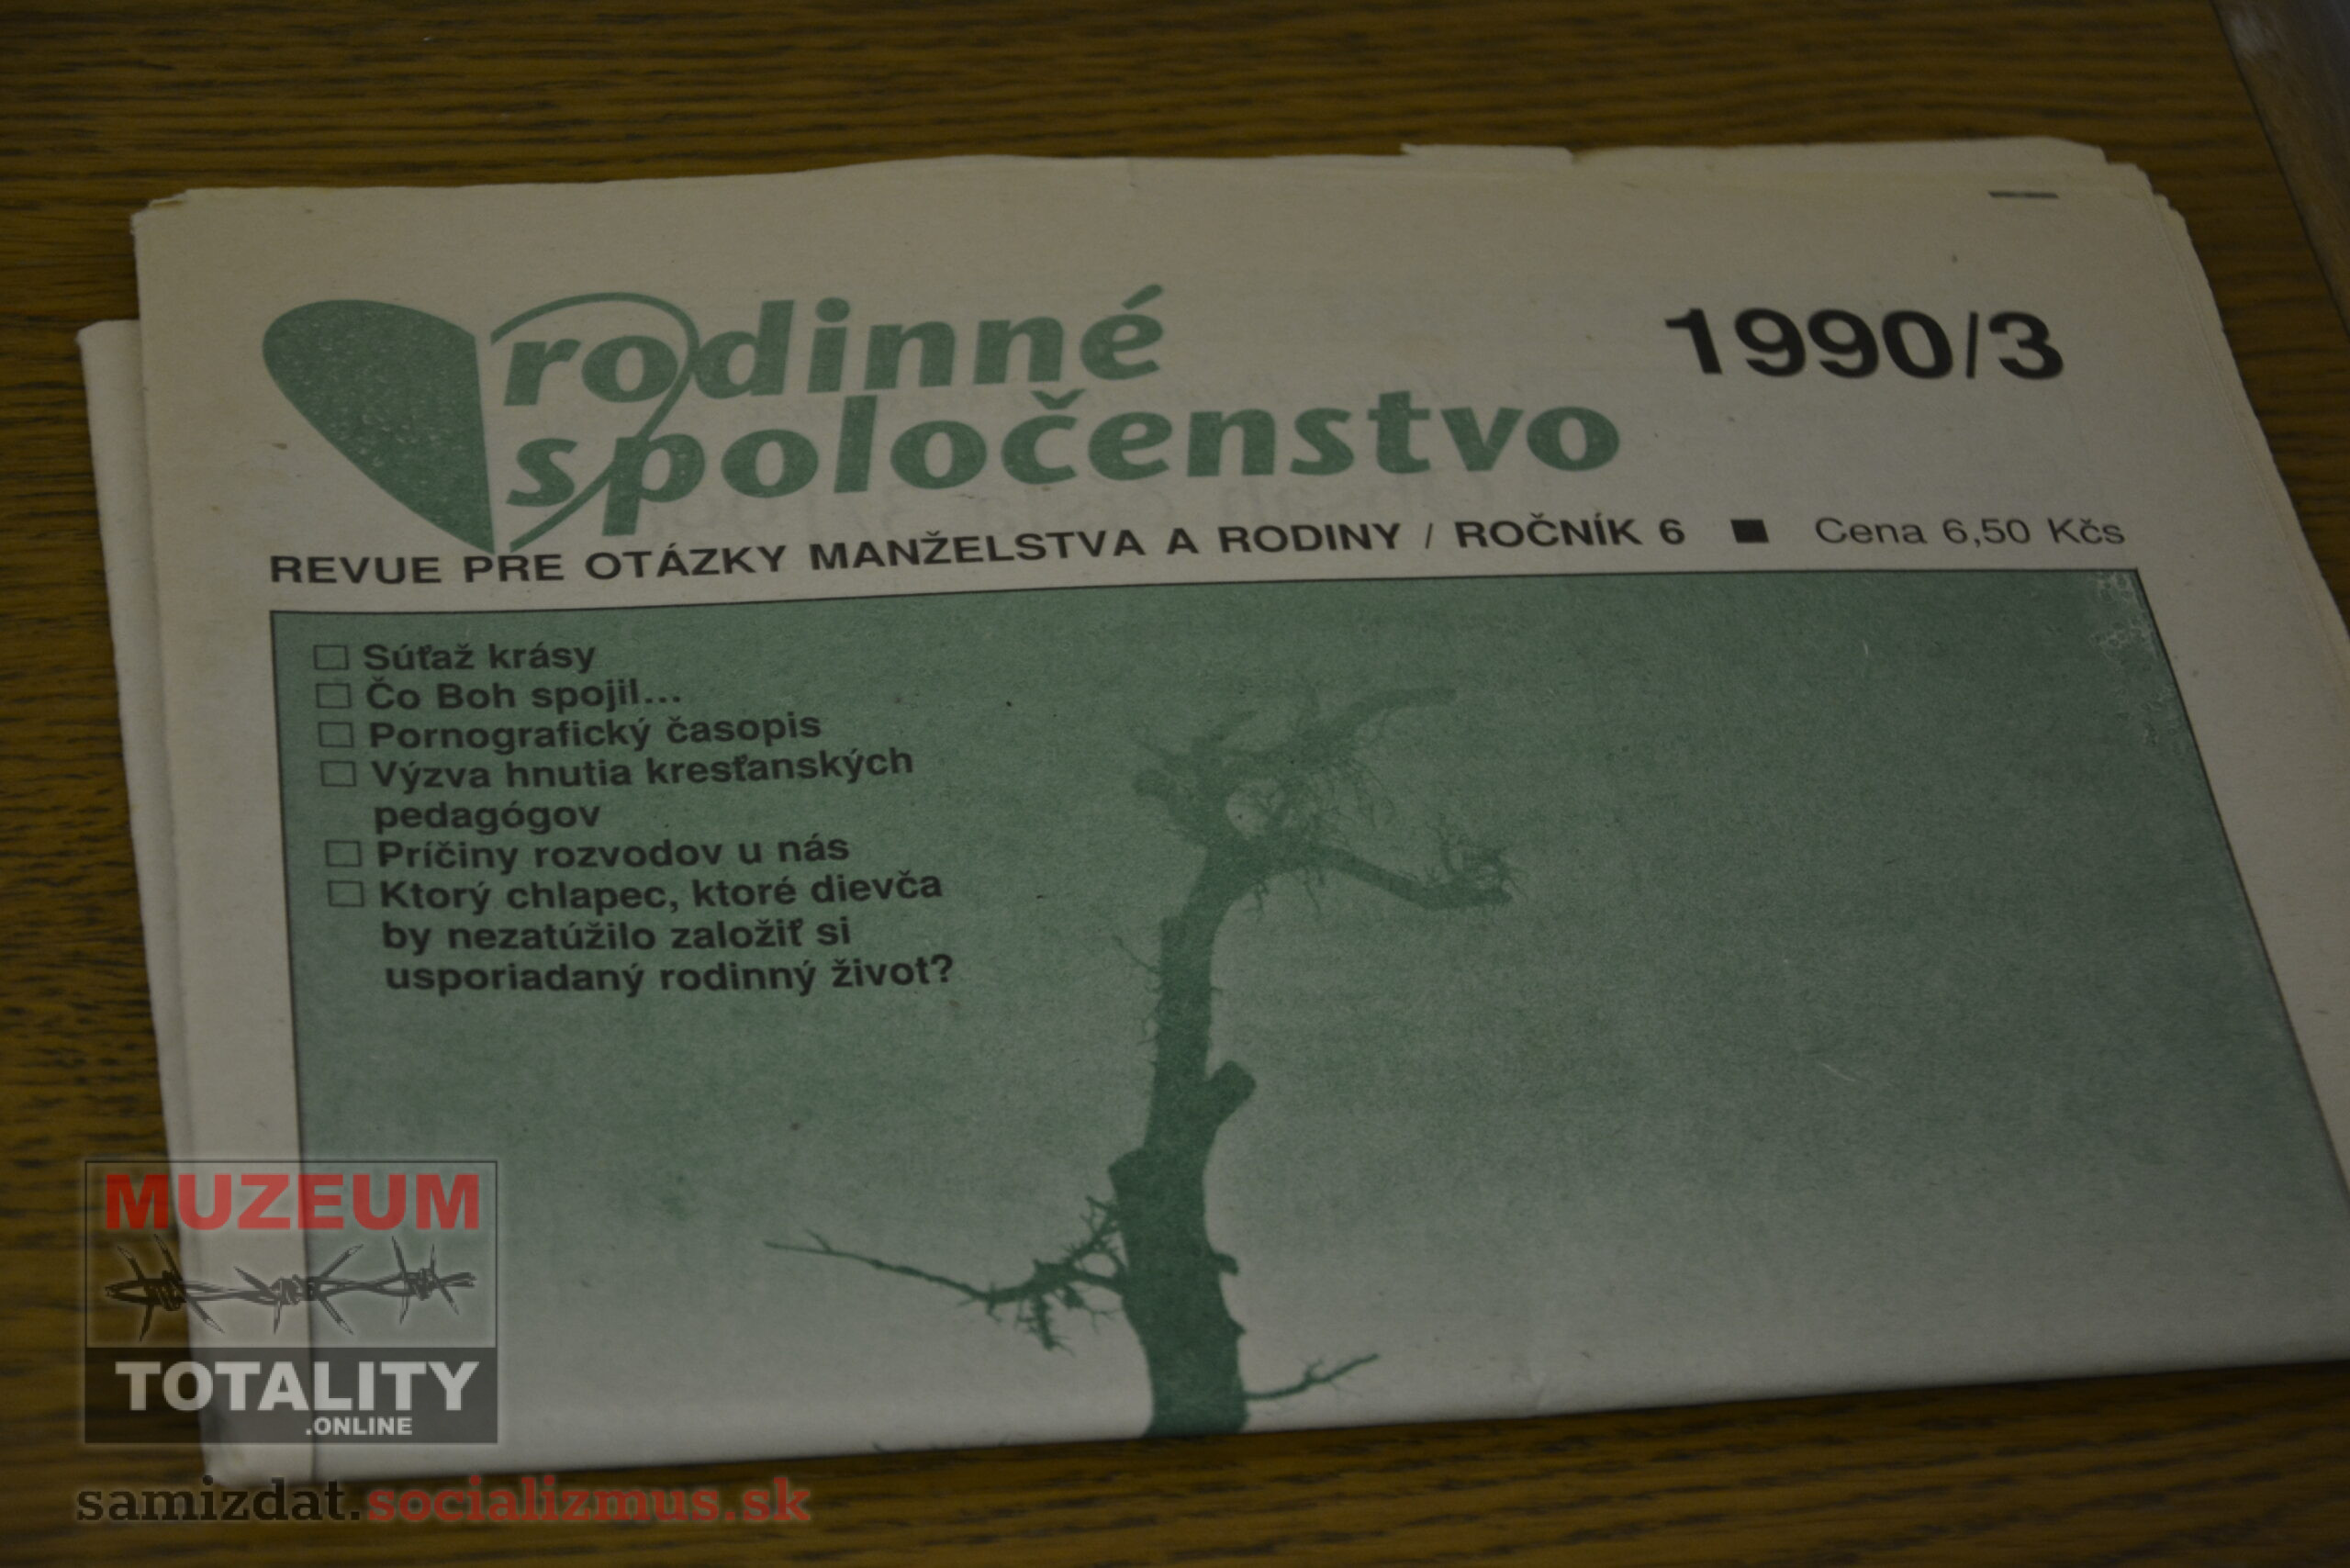 rodinné
spoločenstvo
1990/3
REVUE PRE OTÁZKY MANŽELSTVA A RODINY / ROČNÍK 6 ■ Cena 6,50 Kčs
□ Súťaž krásy
□ Čo Boh spojil...
□ Pornografický časopis
□ Výzva hnutia kresťanských
pedagógov
□ Príčiny rozvodov u nás
□ Ktorý chlapec, ktoré dievča
by nezatúžilo založiť si
usporiadaný rodinný život?
MUZEUM
TOTALITY
.ONLINE
samizdat.socializmus.sk